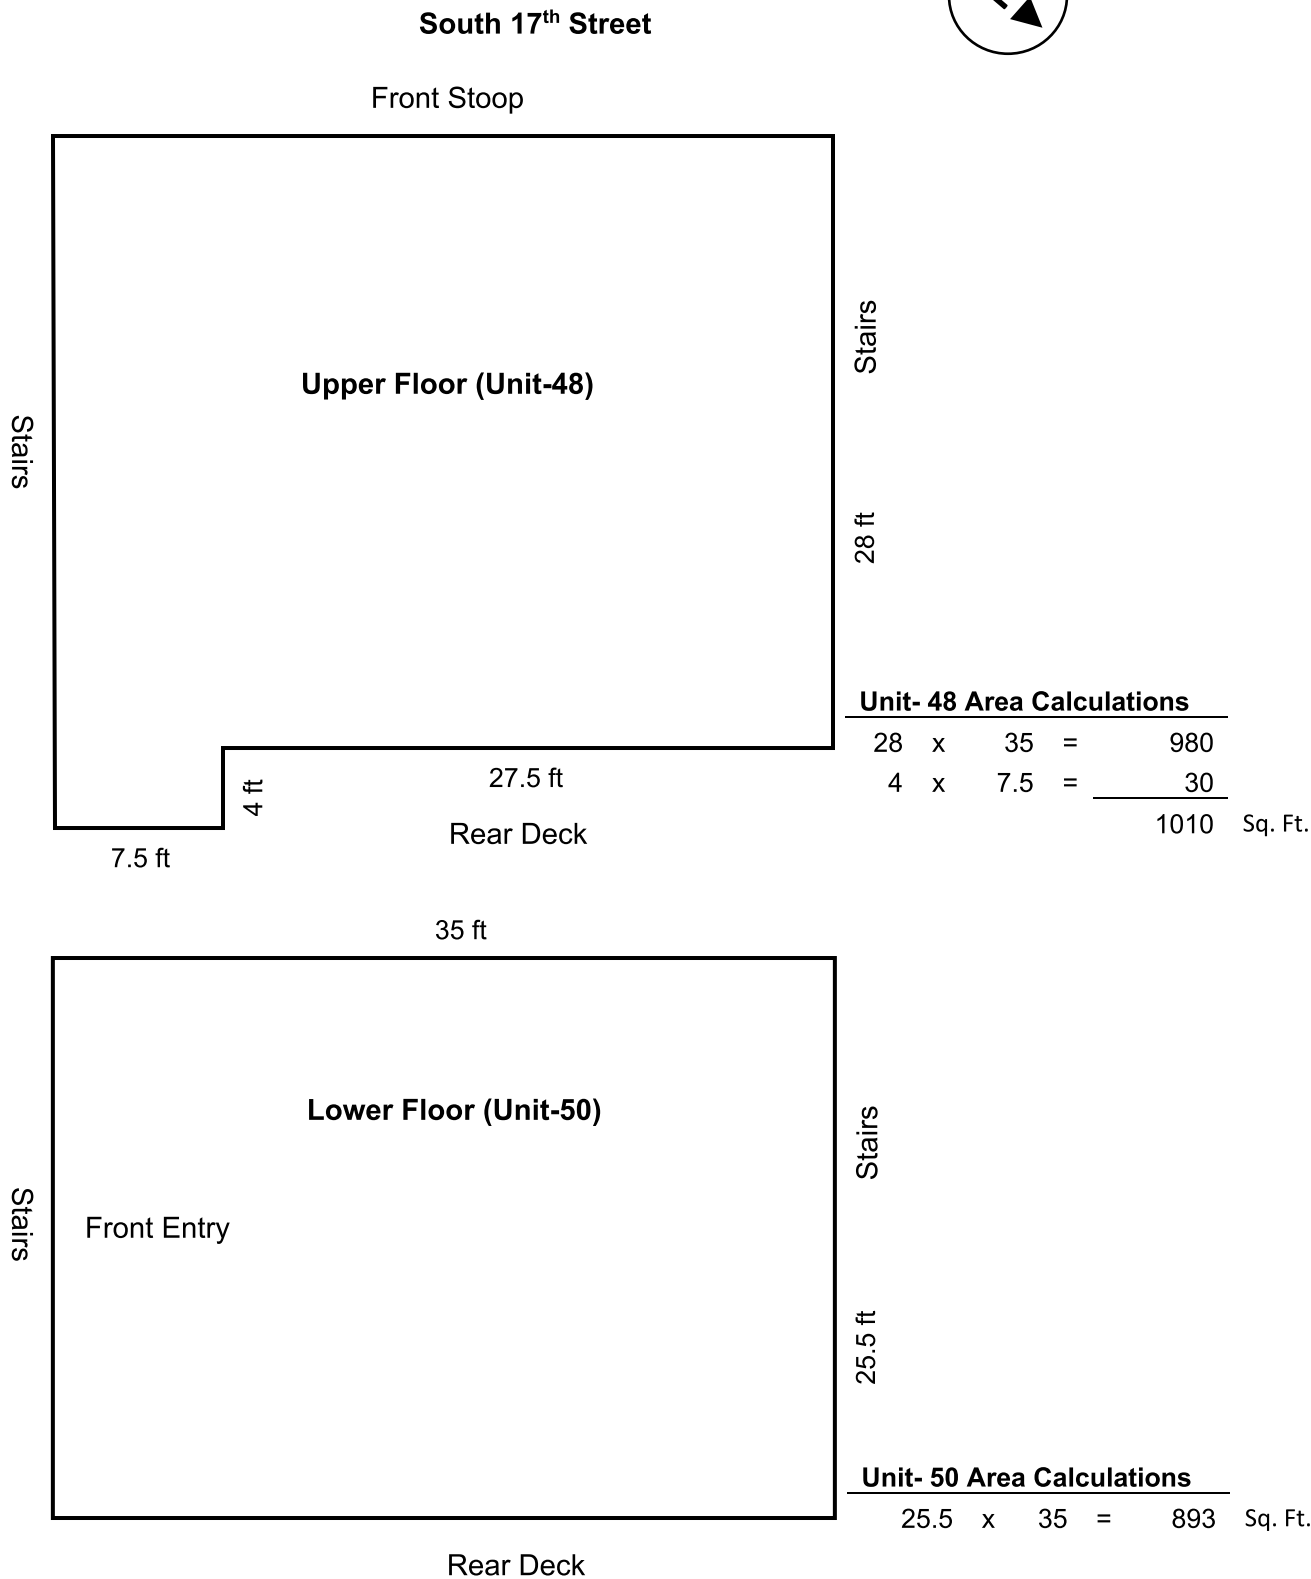 South 17th Street
Front Stoop
Stairs
Upper Floor (Unit-48)
Stairs
28 ft
Unit- 48 Area Calculations
28 x 35 = 980
4 x 7.5 = 30
1010 Sq. Ft.
27.5 ft
4 ft
Rear Deck
7.5 ft
35 ft
Lower Floor (Unit-50)
Stairs
Stairs
Front Entry
25.5 ft
Unit- 50 Area Calculations
25.5 x 35 = 893 Sq. Ft.
Rear Deck